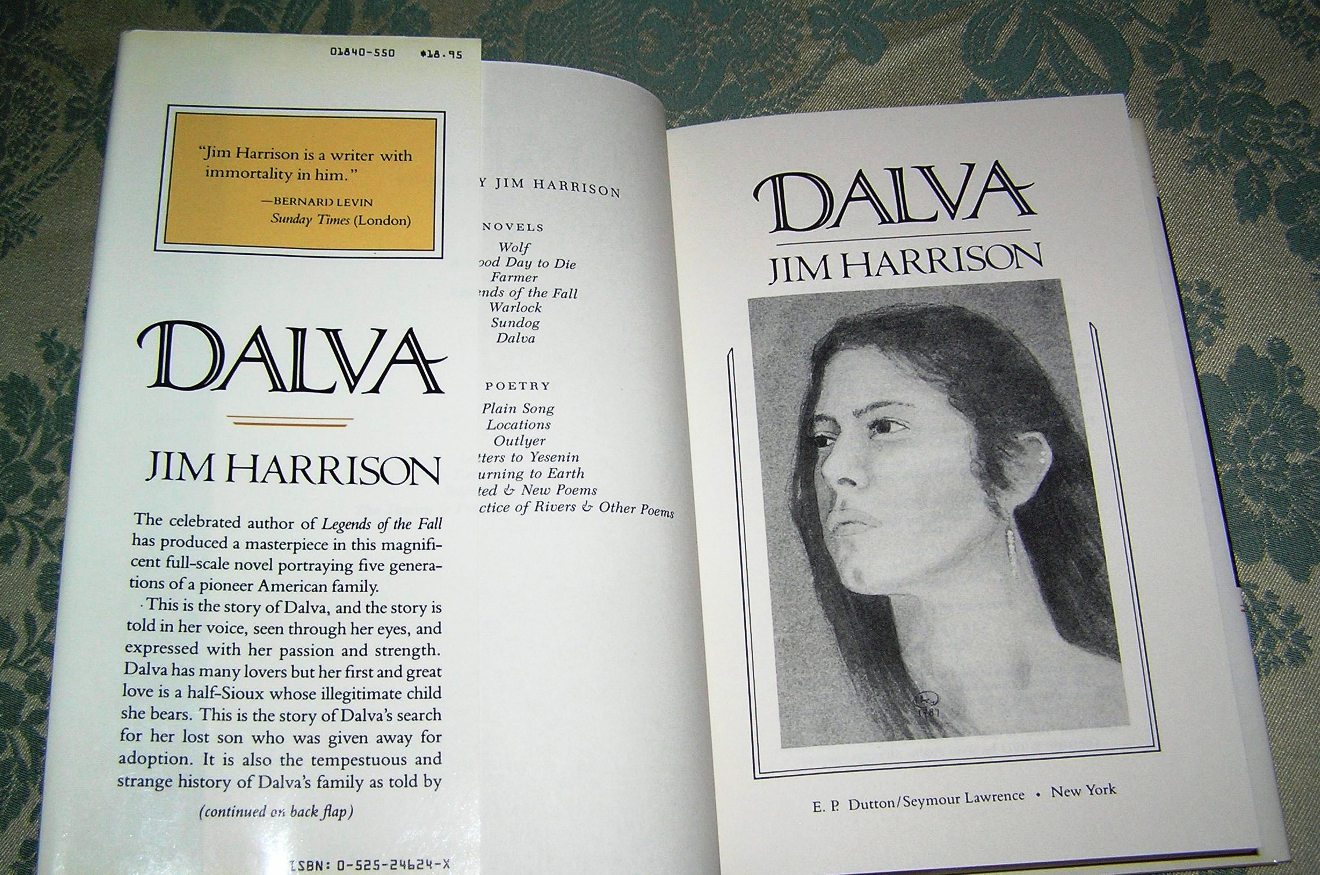 01840-550 $18.95
“Jim Harrison is a writer with
immortality in him.”
—BERNARD LEVIN
Sunday Times (London)
DALVA
JIM HARRISON
The celebrated author of Legends of the Fall
has produced a masterpiece in this magnifi-
cent full-scale novel portraying five genera-
tions of a pioneer American family.
This is the story of Dalva, and the story is
told in her voice, seen through her eyes, and
expressed with her passion and strength.
Dalva has many lovers but her first and great
love is a half-Sioux whose illegitimate child
she bears. This is the story of Dalva’s search
for her lost son who was given away for
adoption. It is also the tempestuous and
strange history of Dalva’s family as told by
(continued on back flap)
ISBN: 0-525-24624-X
Y JIM HARRISON
NOVELS
Wolf
ood Day to Die
Farmer
ends of the Fall
Warlock
Sundog
Dalva
POETRY
Plain Song
Locations
Outlyer
tters to Yesenin
urning to Earth
ted & New Poems
ctice of Rivers & Other Poems
DALVA
JIM HARRISON
E. P. Dutton/Seymour Lawrence • New York